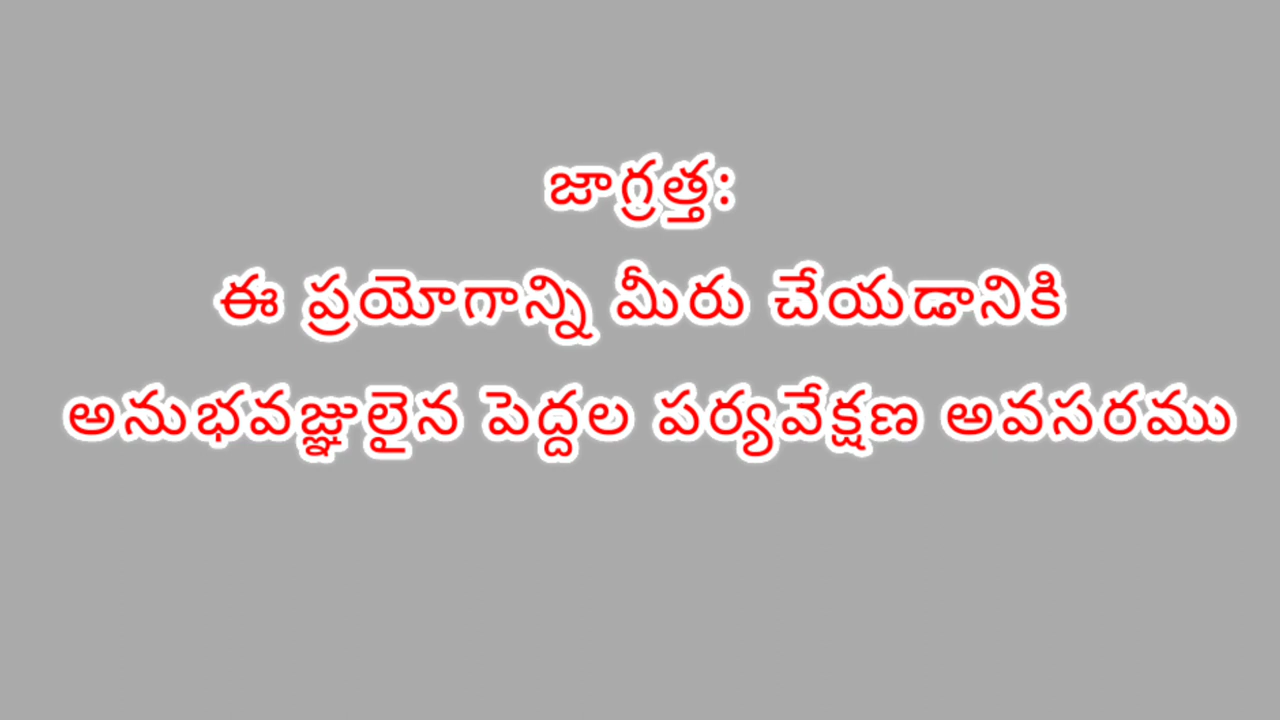 జాగ్రత్త:
ఈ ప్రయోగాన్ని మీరు చేయడానికి
అనుభవజ్ఞులైన పెద్దల పర్యవేక్షణ అవసరము